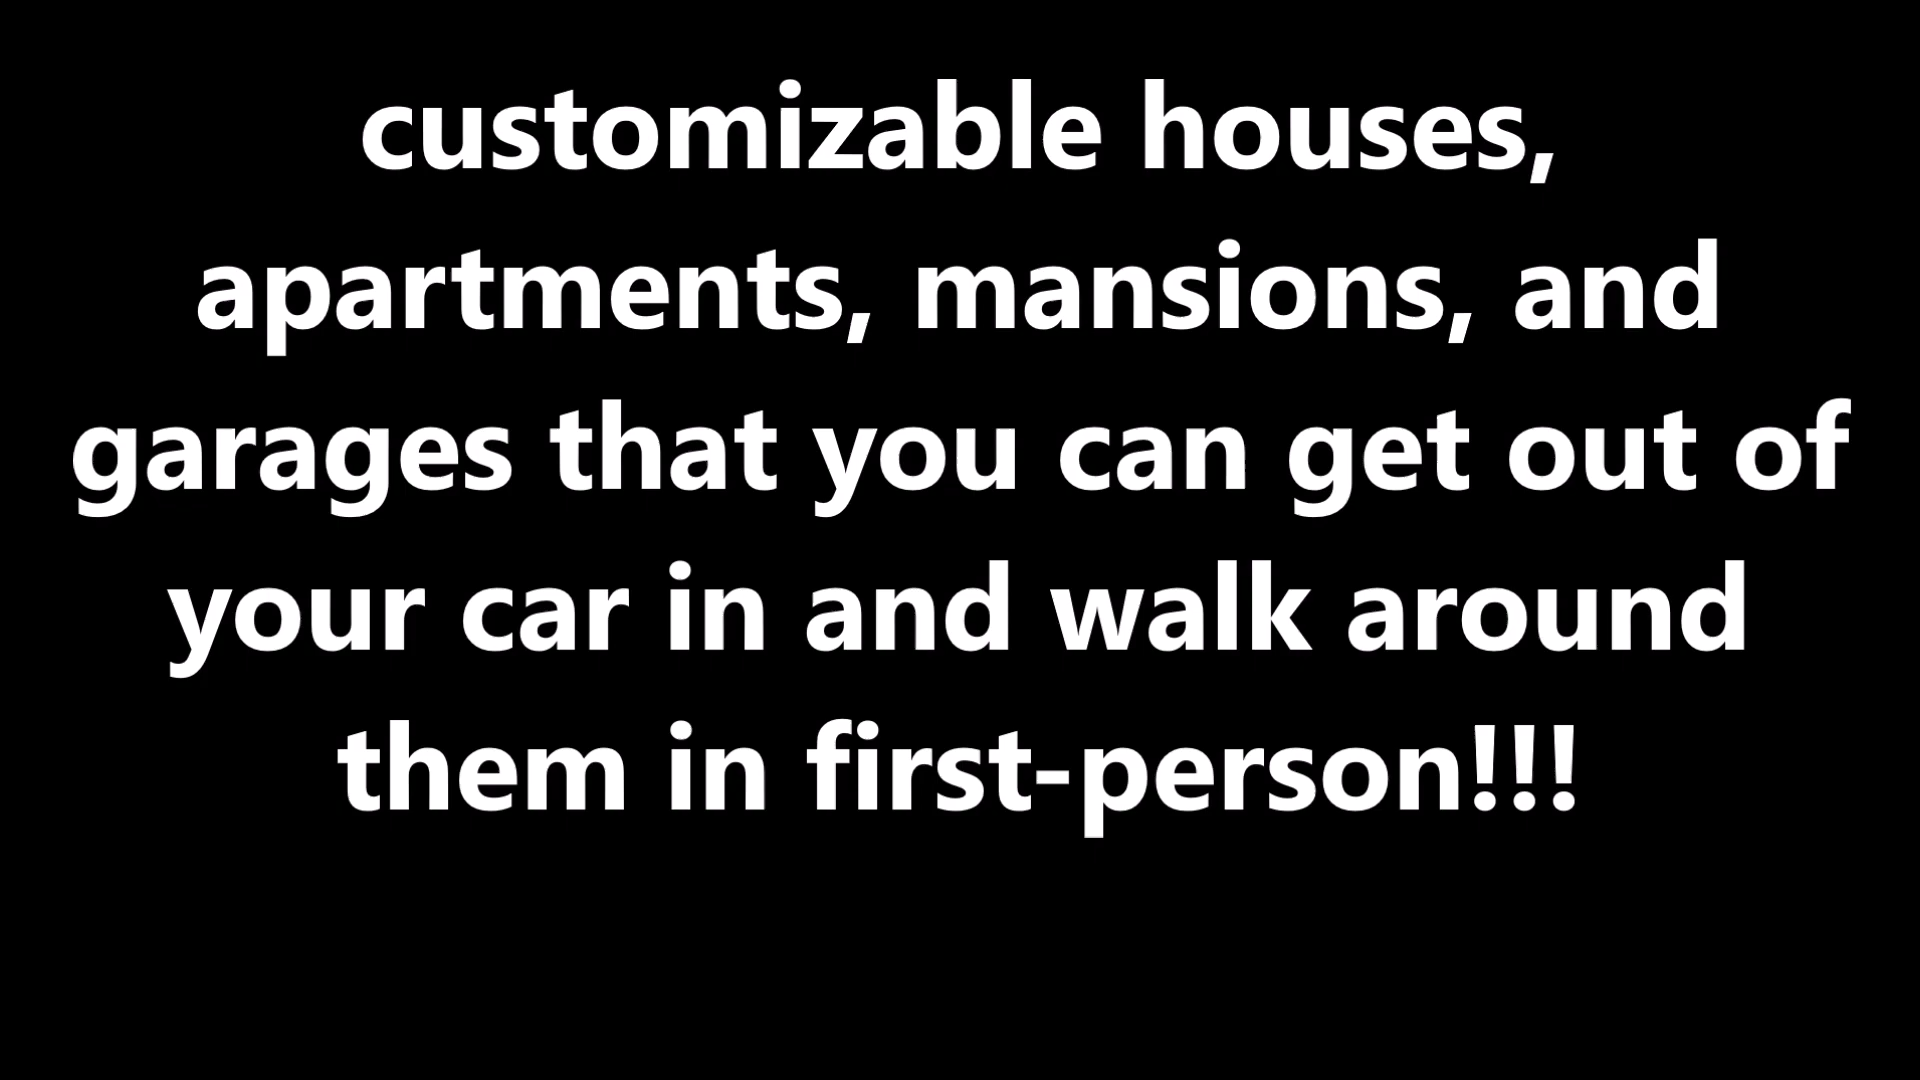 customizable houses,
apartments, mansions, and
garages that you can get out of
your car in and walk around
them in first-person!!!